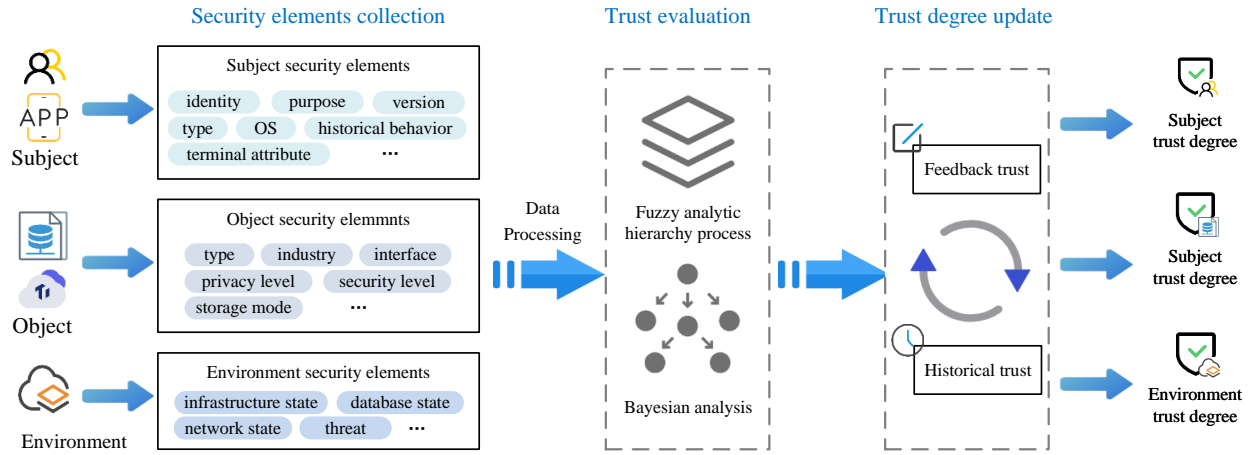 Security elements collection
Trust evaluation
Trust degree update
Subject security elements
identity
purpose
version
type
OS
historical behavior
terminal attribute
...
APP
Subject
Object security elemmnts
type
industry
interface
privacy level
security level
storage mode
...
Object
Environment security elements
infrastructure state
database state
network state
threat
...
Environment
Data
Processing
Fuzzy analytic
hierarchy process
Bayesian analysis
Feedback trust
Historical trust
Subject
trust degree
Subject
trust degree
Environment
trust degree